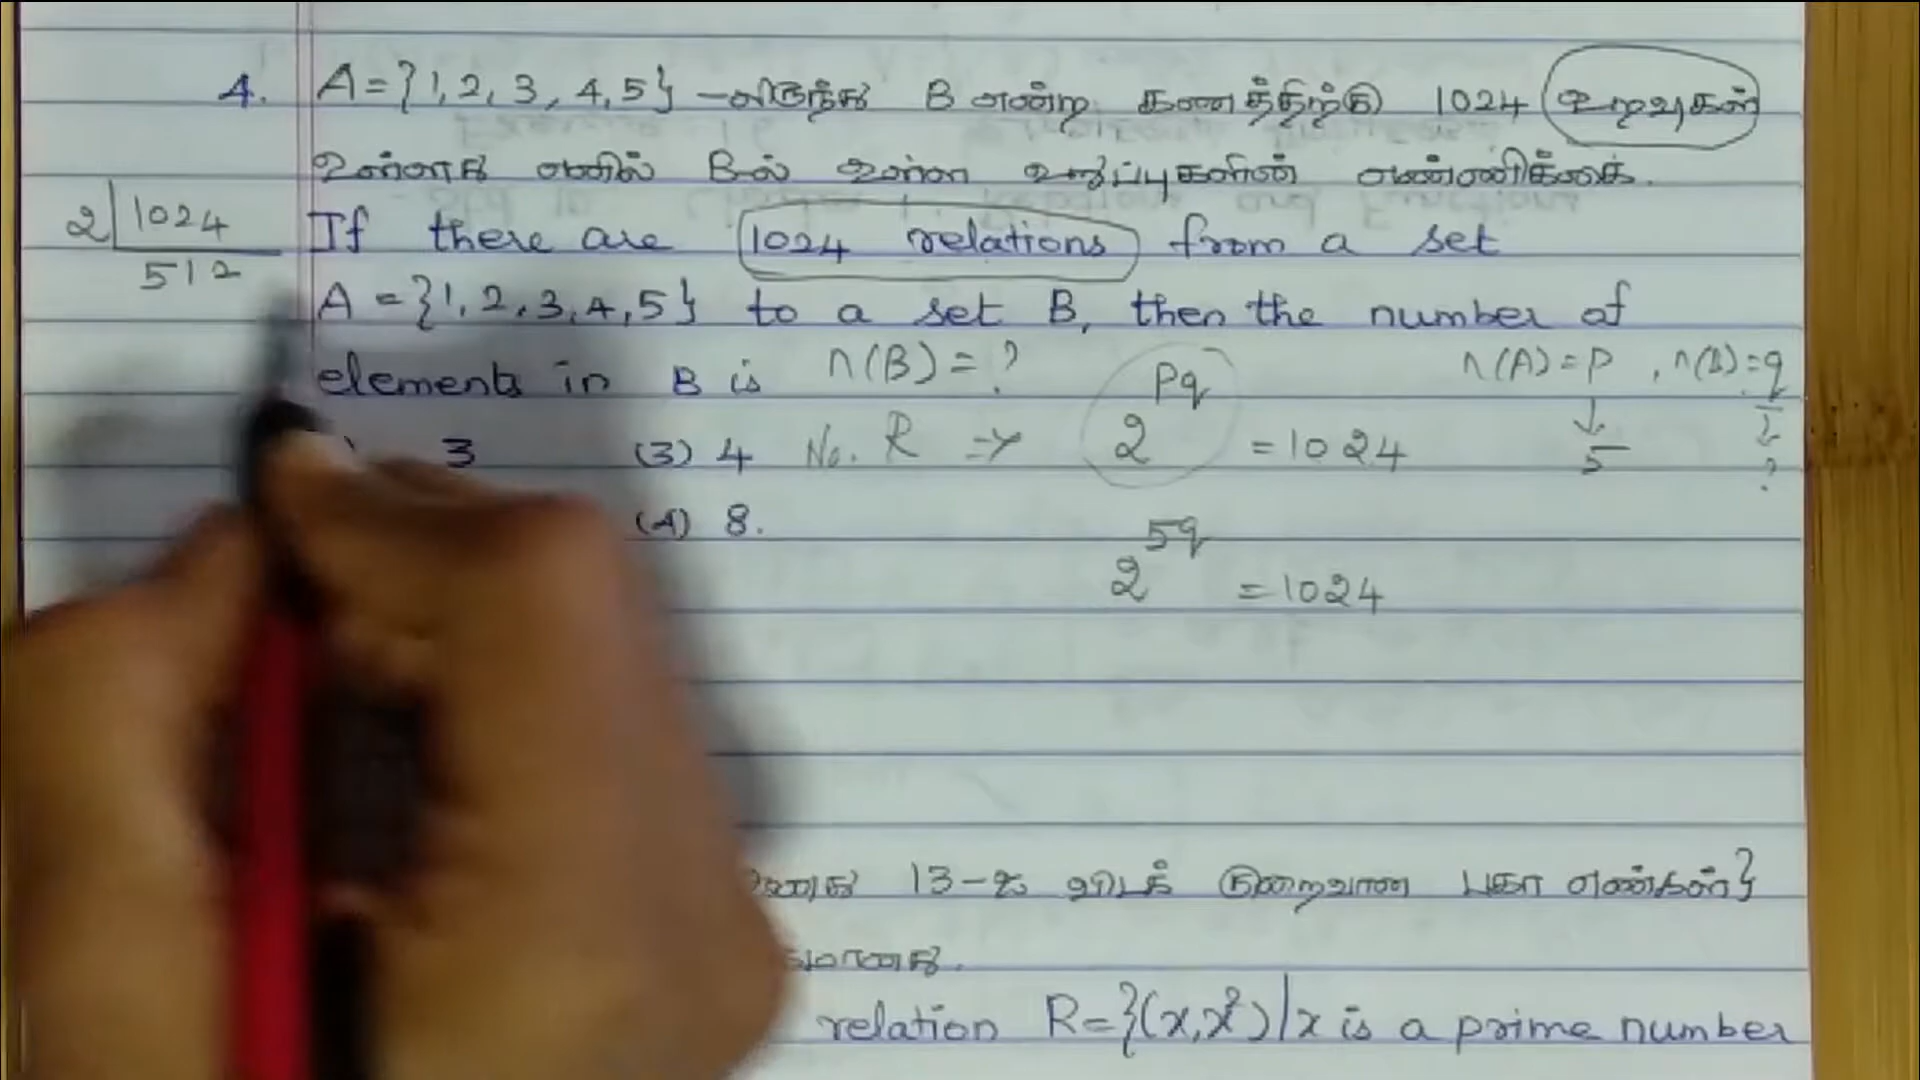 4. A = {1, 2, 3, 4, 5} -லிருந்து B என்ற கணத்திற்கு 1024 உறவுகள்
உள்ளது எனில் B-ல் உள்ள உறுப்புகளின் எண்ணிக்கை.
2 1024
512
If there are 1024 relations from a set
A = {1, 2, 3, 4, 5} to a set B, then the number of
elements in B is n(B) = ? n(A) = p, n(B) = q
3 (3) 4 No. R => 2^pq = 1024 ↓ 5 ↓ ?
(4) 8.
2^5q = 1024
13-ஐ விடக் குறைவான பகா எண்கள்}
relation R = {(x, x²) | x is a prime number